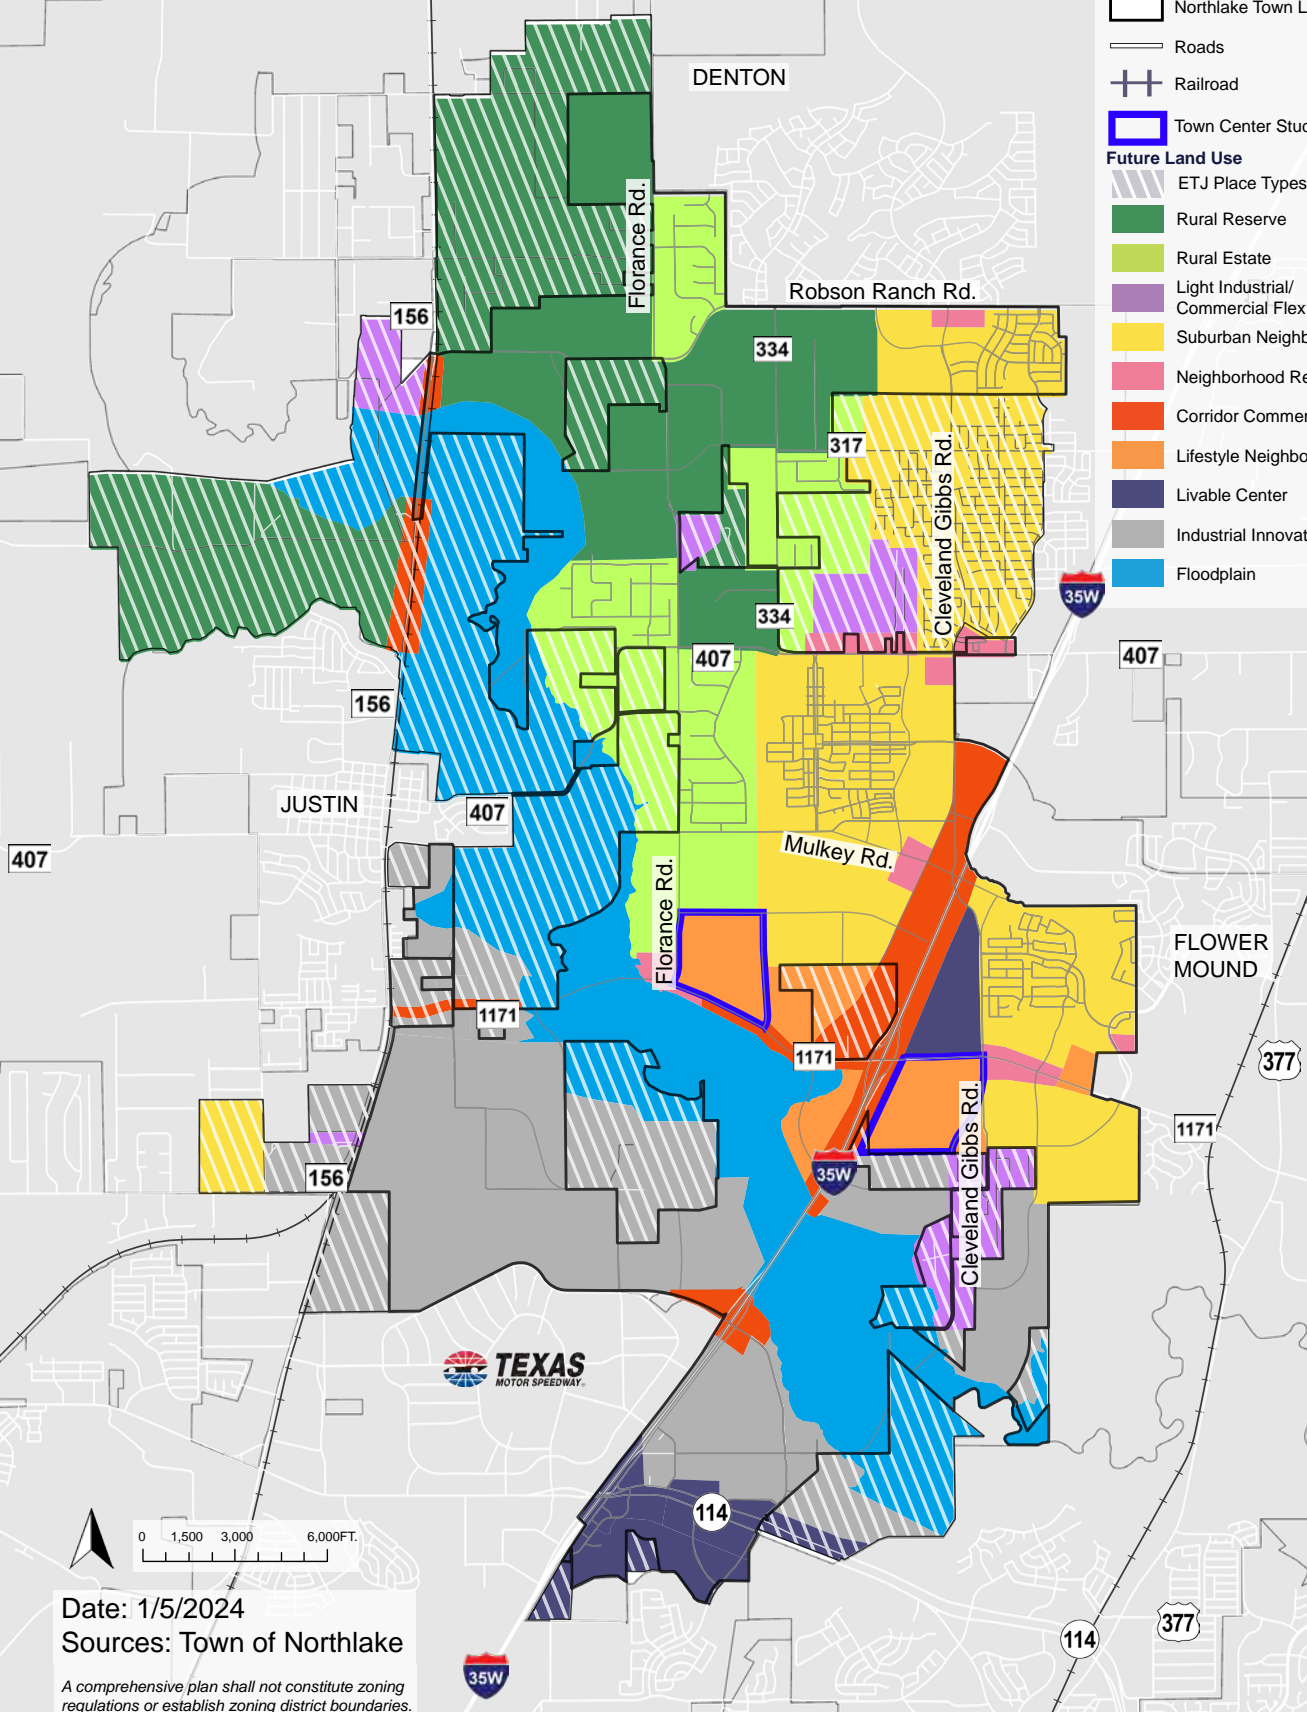 Northlake Town L
Roads
Railroad
Town Center Stud
Future Land Use
ETJ Place Types
Rural Reserve
Rural Estate
Light Industrial/
Commercial Flex
Suburban Neighb
Neighborhood Re
Corridor Commer
Lifestyle Neighbo
Livable Center
Industrial Innovat
Floodplain
DENTON
Florance Rd.
Robson Ranch Rd.
156
334
317
Cleveland Gibbs Rd.
35W
334
407
407
156
JUSTIN
407
407
Mulkey Rd.
Florance Rd.
FLOWER
MOUND
1171
1171
377
Cleveland Gibbs Rd.
1171
156
35W
TEXAS
MOTOR SPEEDWAY
114
0 1,500 3,000 6,000FT.
Date: 1/5/2024
Sources: Town of Northlake
A comprehensive plan shall not constitute zoning
regulations or establish zoning district boundaries.
35W
114
377